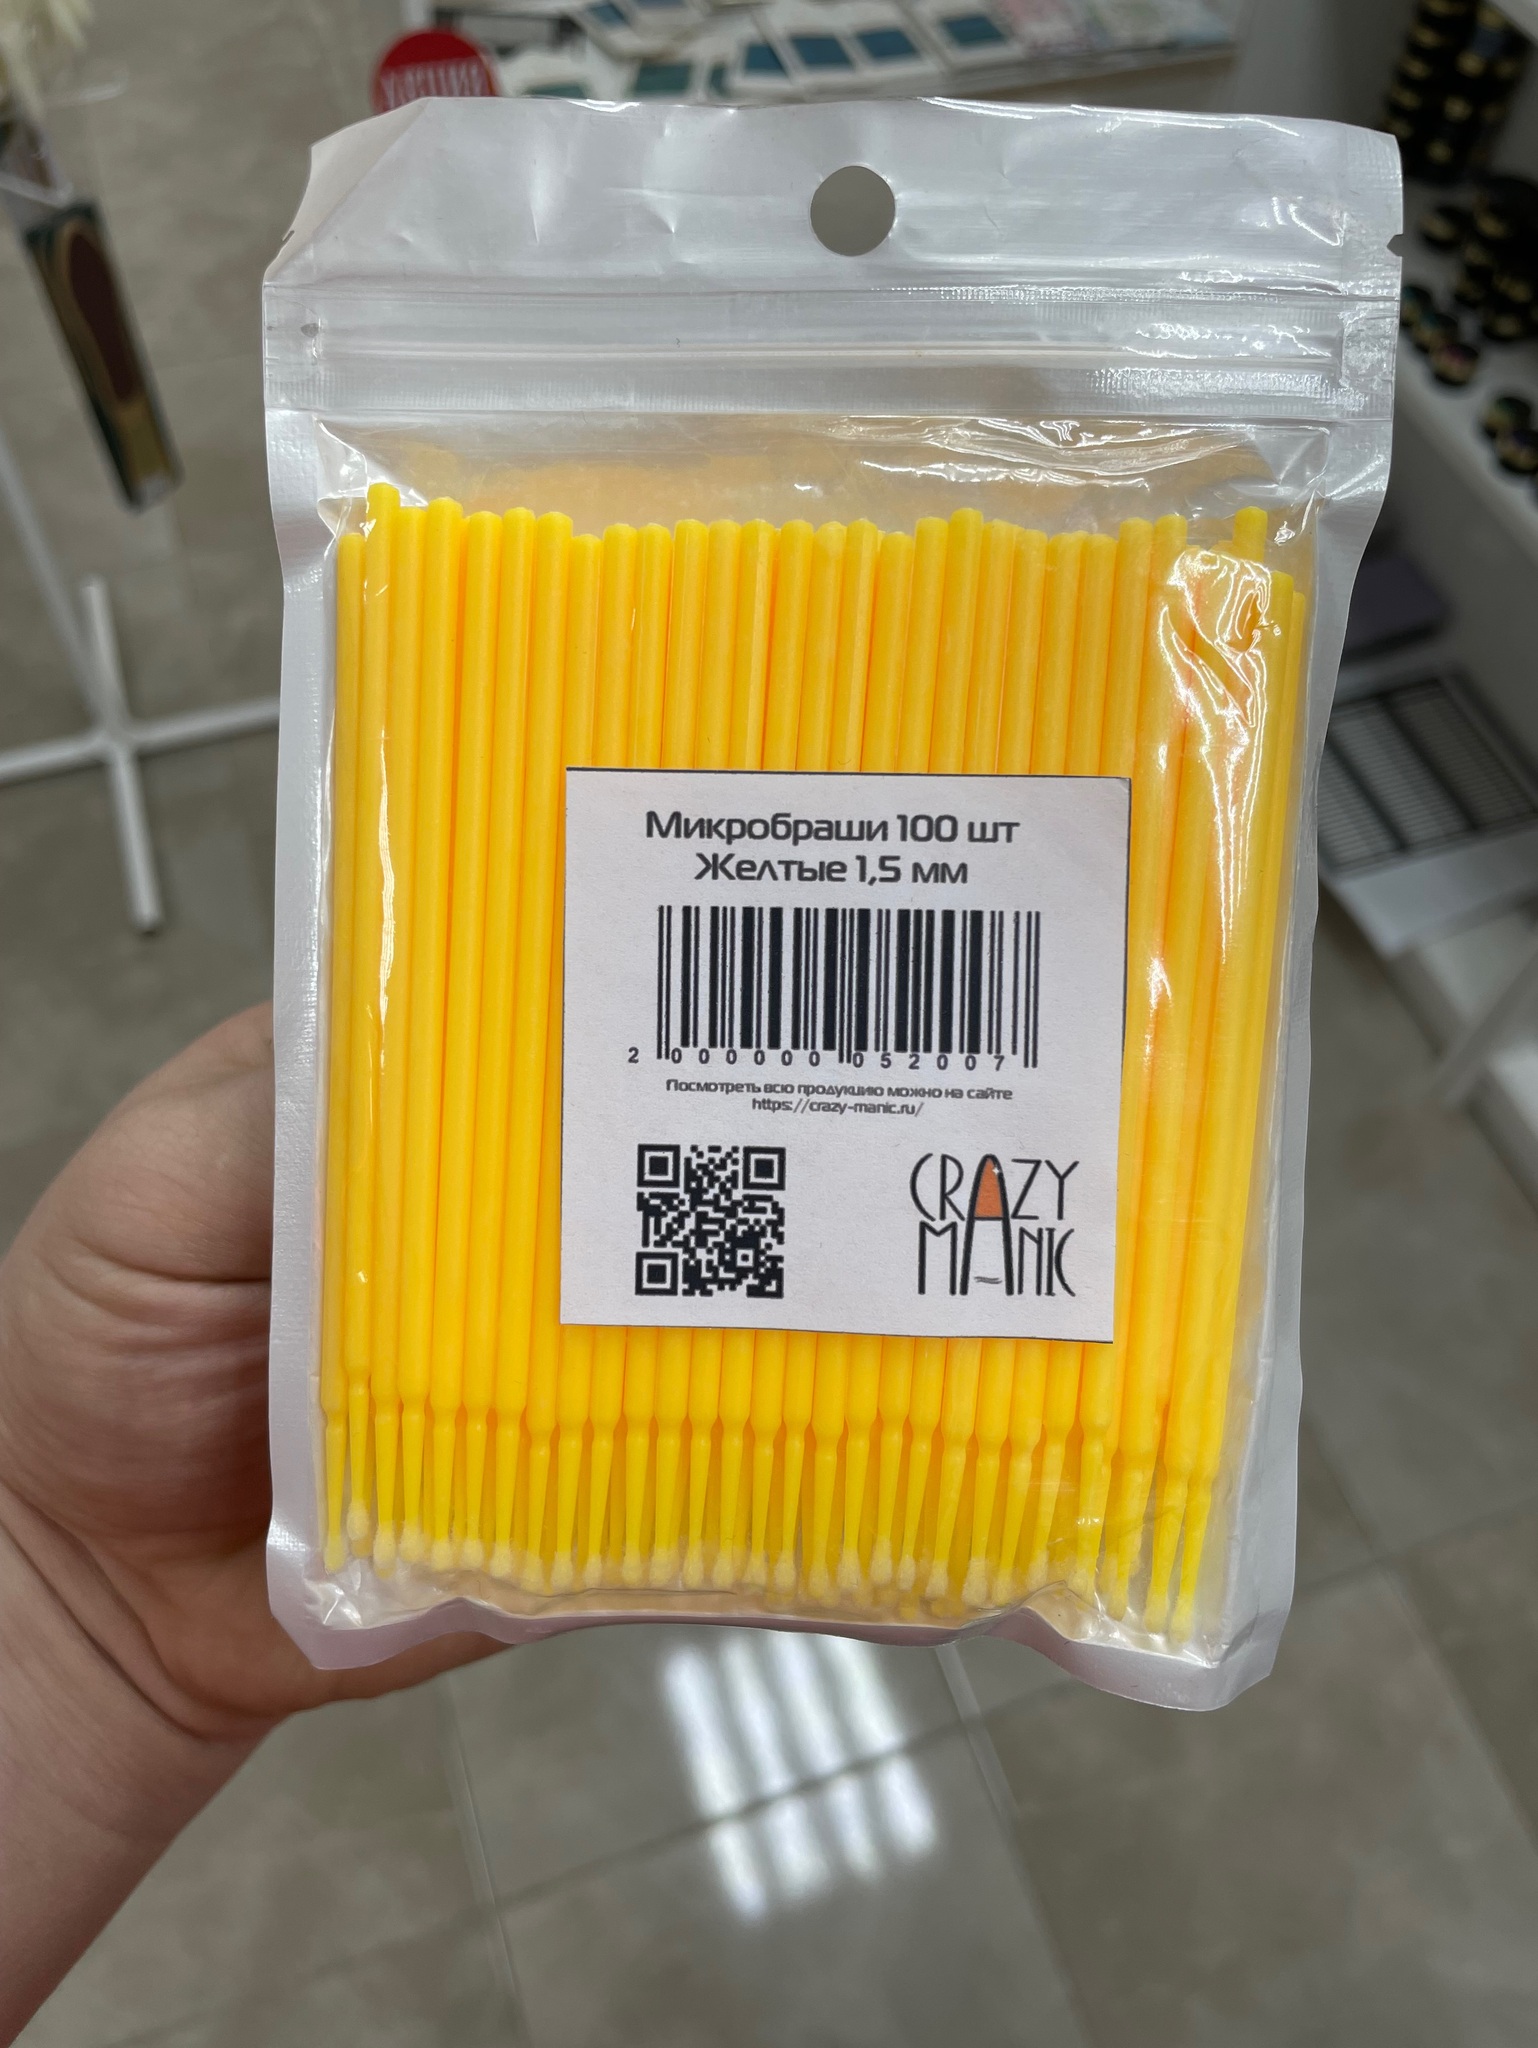 Микробраши 100 шт
Желтые 1,5 мм
2 000000 052007
Посмотреть всю продукцию можно на сайте
https://crazy-manic.ru/
CRAZY
MANIC